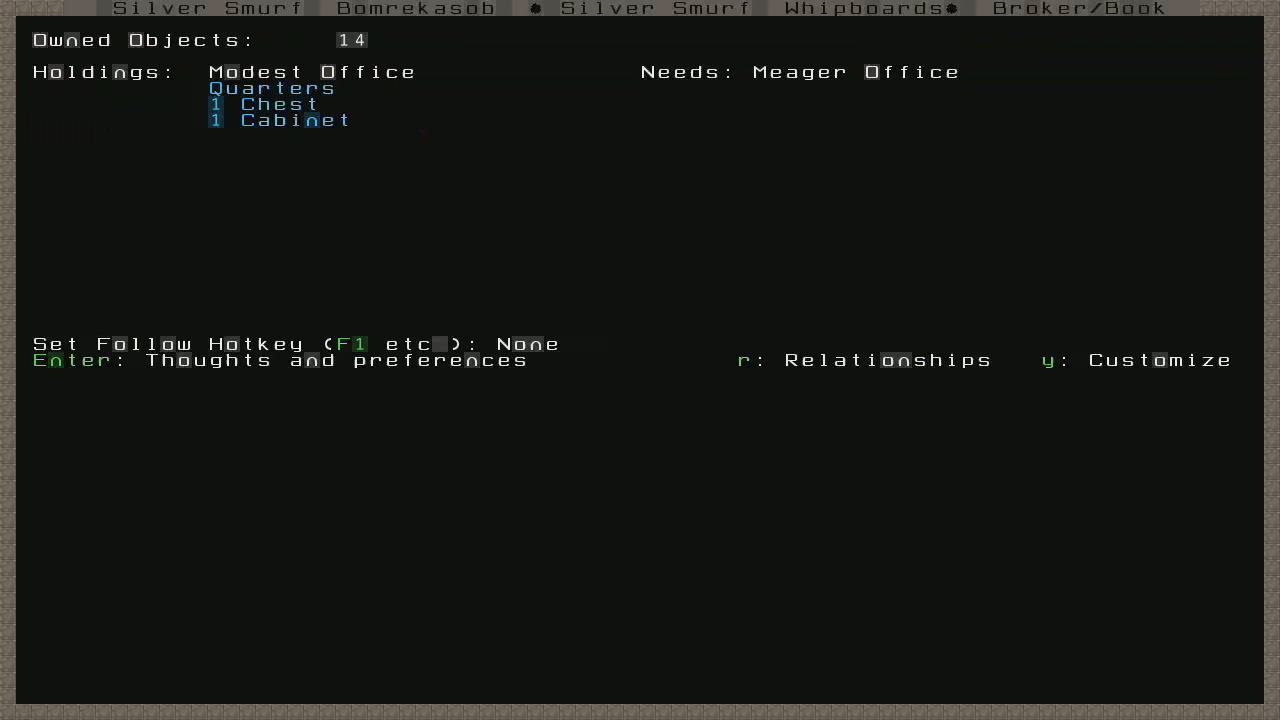 Silver Smurf Bomrekasob ● Silver Smurf Whipboards● Broker/Book
Owned Objects: 14
Holdings: Modest Office Needs: Meager Office
Quarters
1 Chest
1 Cabinet
Set Follow Hotkey (F1 etc ): None
Enter: Thoughts and preferences r: Relationships y: Customize